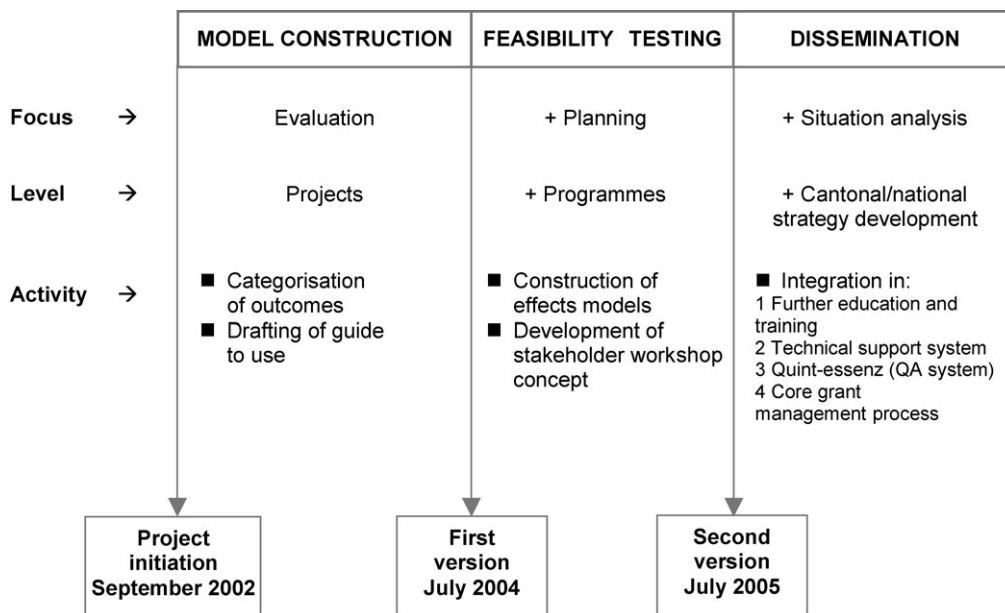 MODEL CONSTRUCTION
FEASIBILITY TESTING
DISSEMINATION
Focus →
Evaluation
+ Planning
+ Situation analysis
Level →
Projects
+ Programmes
+ Cantonal/national
strategy development
Activity →
■ Categorisation
of outcomes
■ Drafting of guide
to use
■ Construction of
effects models
■ Development of
stakeholder workshop
concept
■ Integration in:
1 Further education and
training
2 Technical support system
3 Quint-essenz (QA system)
4 Core grant
management process
Project
initiation
September 2002
First
version
July 2004
Second
version
July 2005